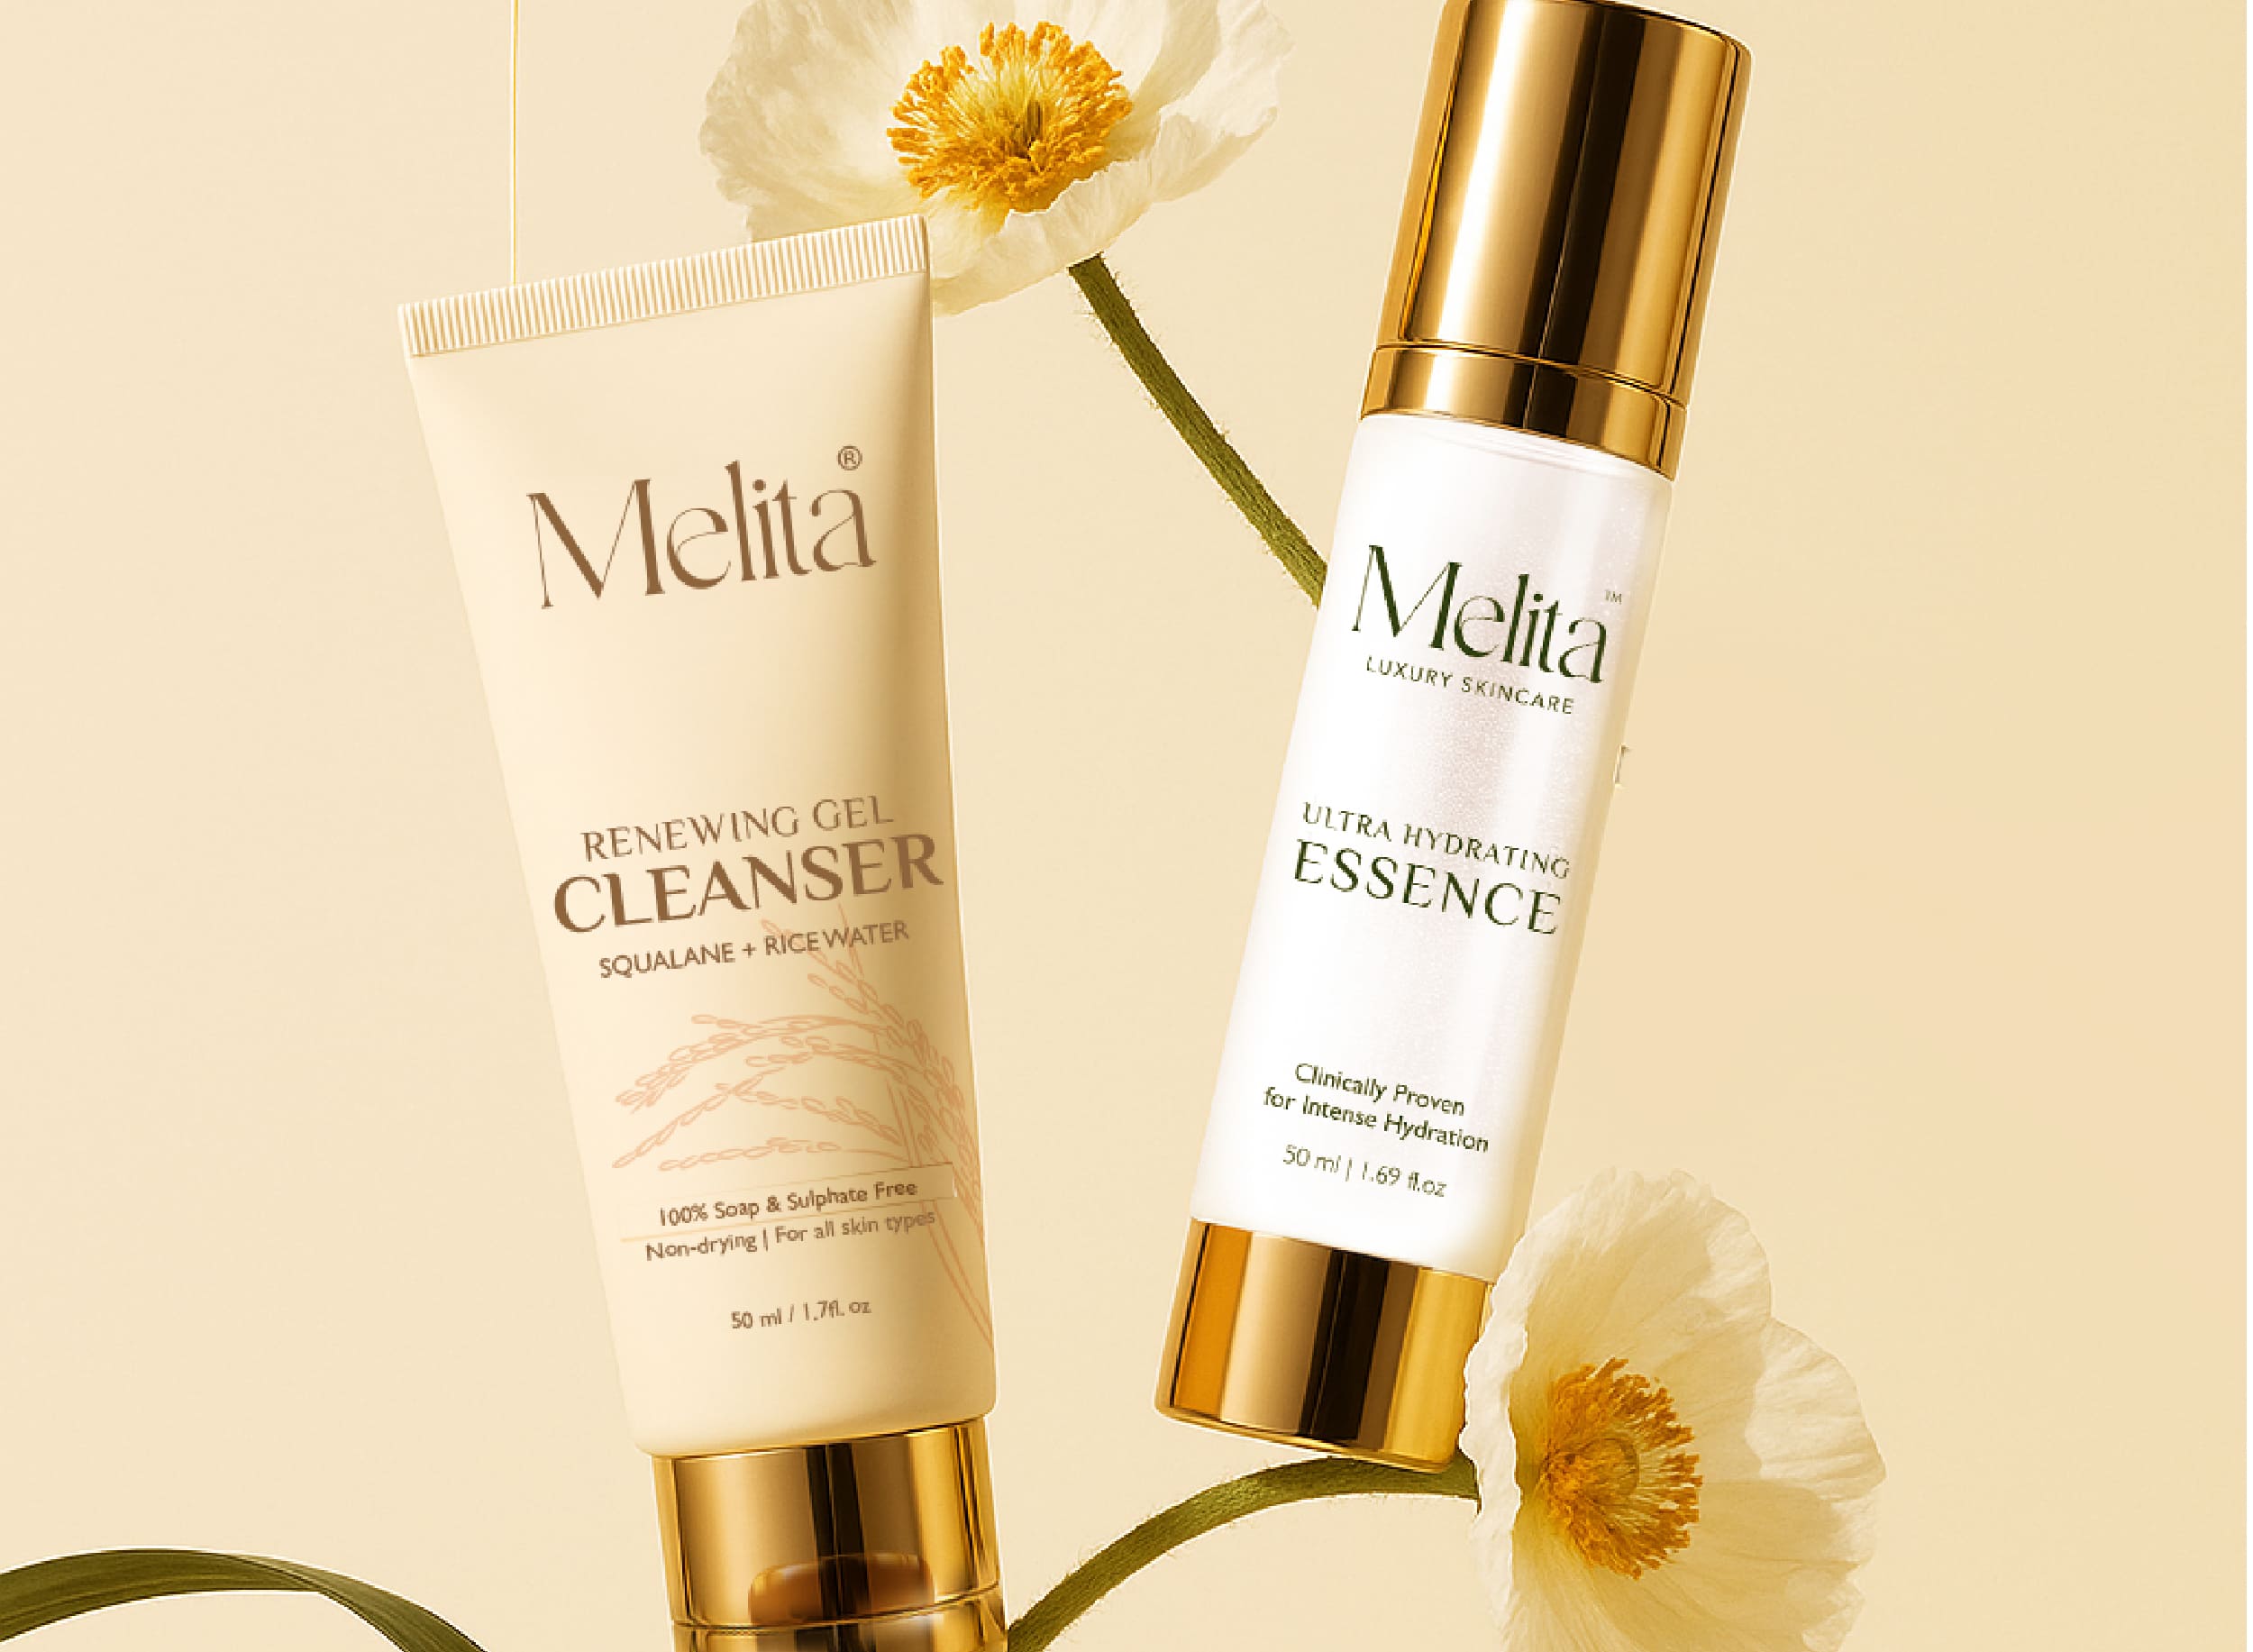 Melita®
RENEWING GEL
CLEANSER
SQUALANE + RICE WATER
100% Soap & Sulphate Free
Non-drying | For all skin types
50 ml / 1.7fl. oz
Melita™
LUXURY SKINCARE
ULTRA HYDRATING
ESSENCE
Clinically Proven
for Intense Hydration
50 ml | 1.69 fl.oz